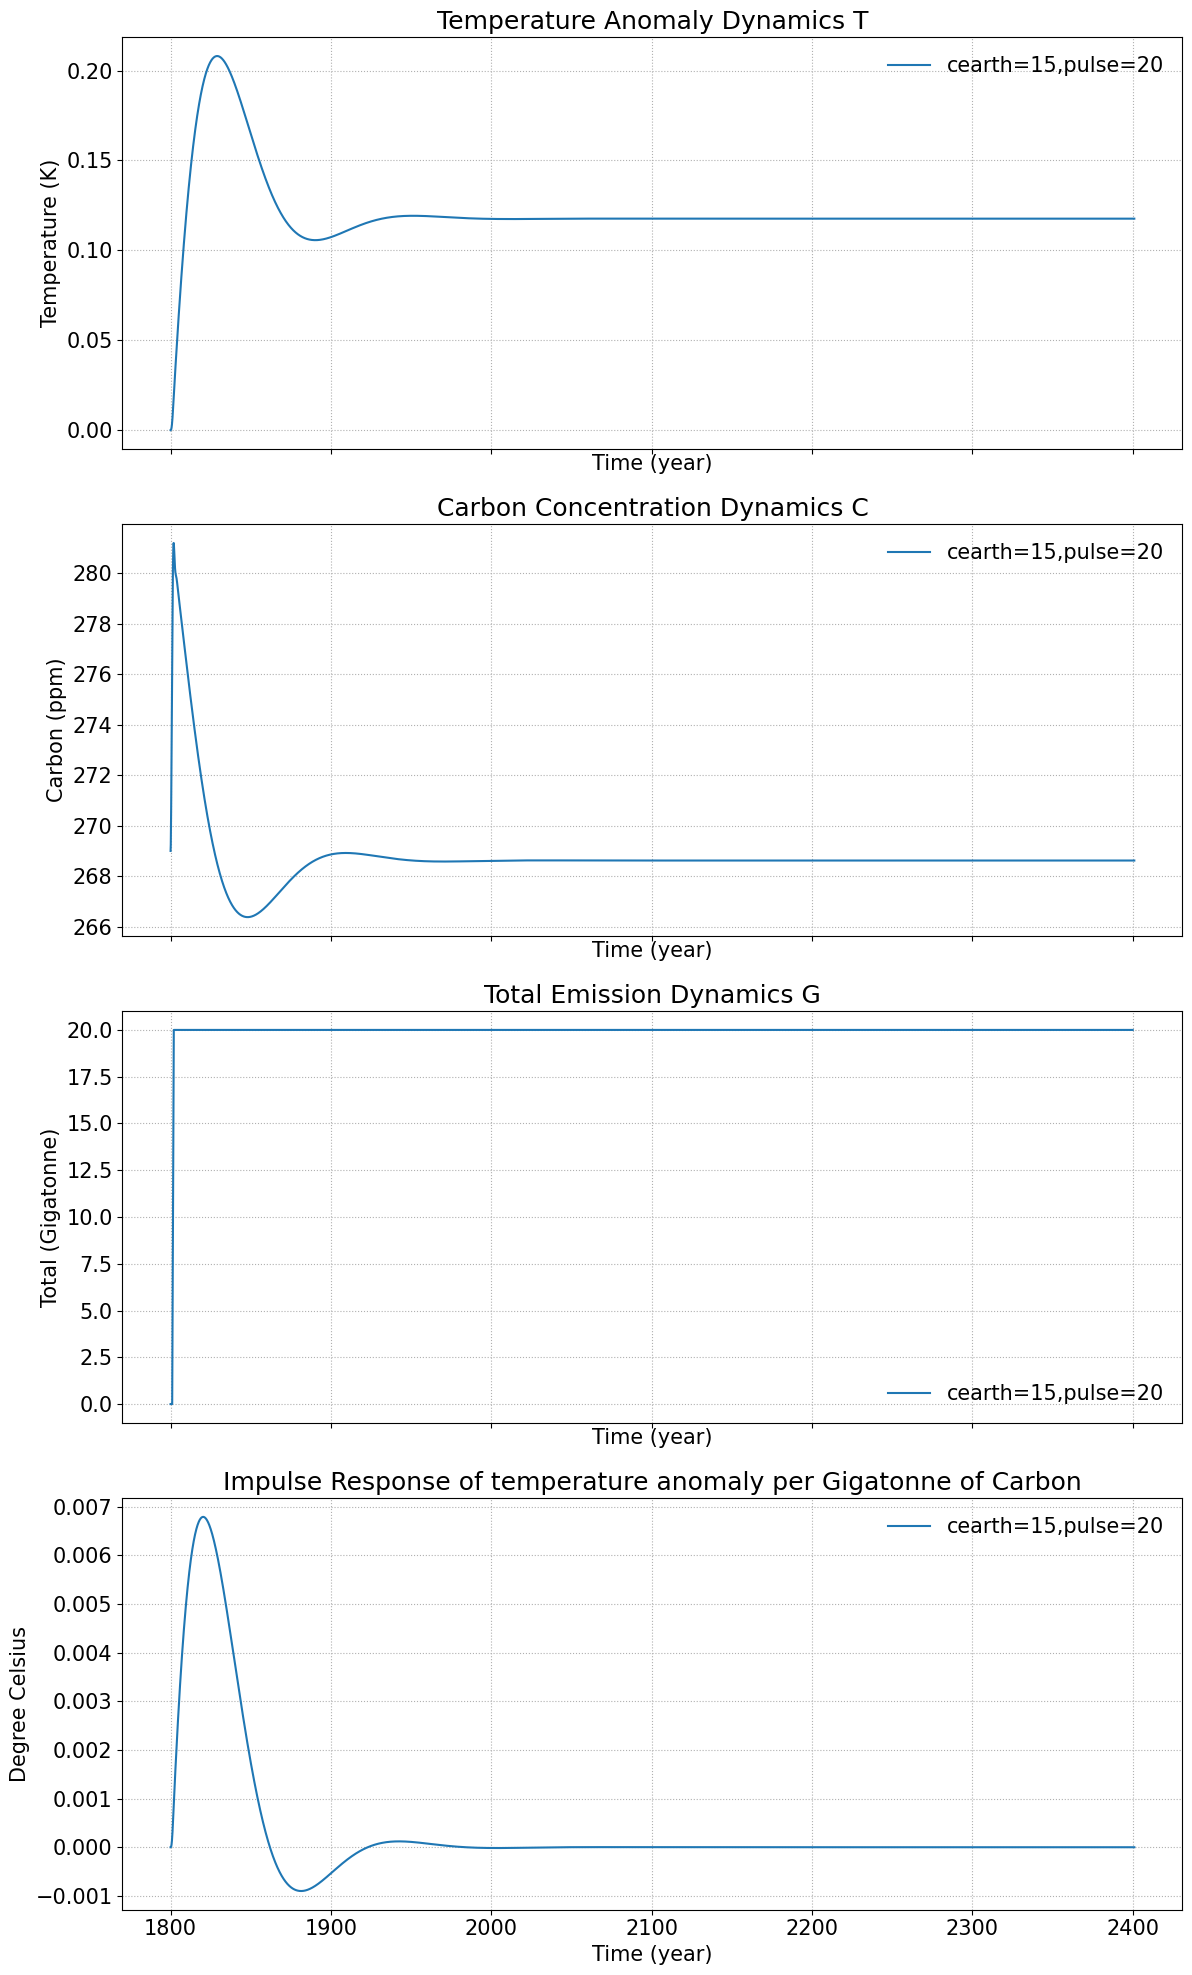 Temperature Anomaly Dynamics T
cearth=15,pulse=20
Temperature (K)
0.20
0.15
0.10
0.05
0.00
Time (year)
Carbon Concentration Dynamics C
cearth=15,pulse=20
Carbon (ppm)
280
278
276
274
272
270
268
266
Time (year)
Total Emission Dynamics G
Total (Gigatonne)
20.0
17.5
15.0
12.5
10.0
7.5
5.0
2.5
0.0
cearth=15,pulse=20
Time (year)
Impulse Response of temperature anomaly per Gigatonne of Carbon
cearth=15,pulse=20
Degree Celsius
0.007
0.006
0.005
0.004
0.003
0.002
0.001
0.000
−0.001
1800 1900 2000 2100 2200 2300 2400
Time (year)